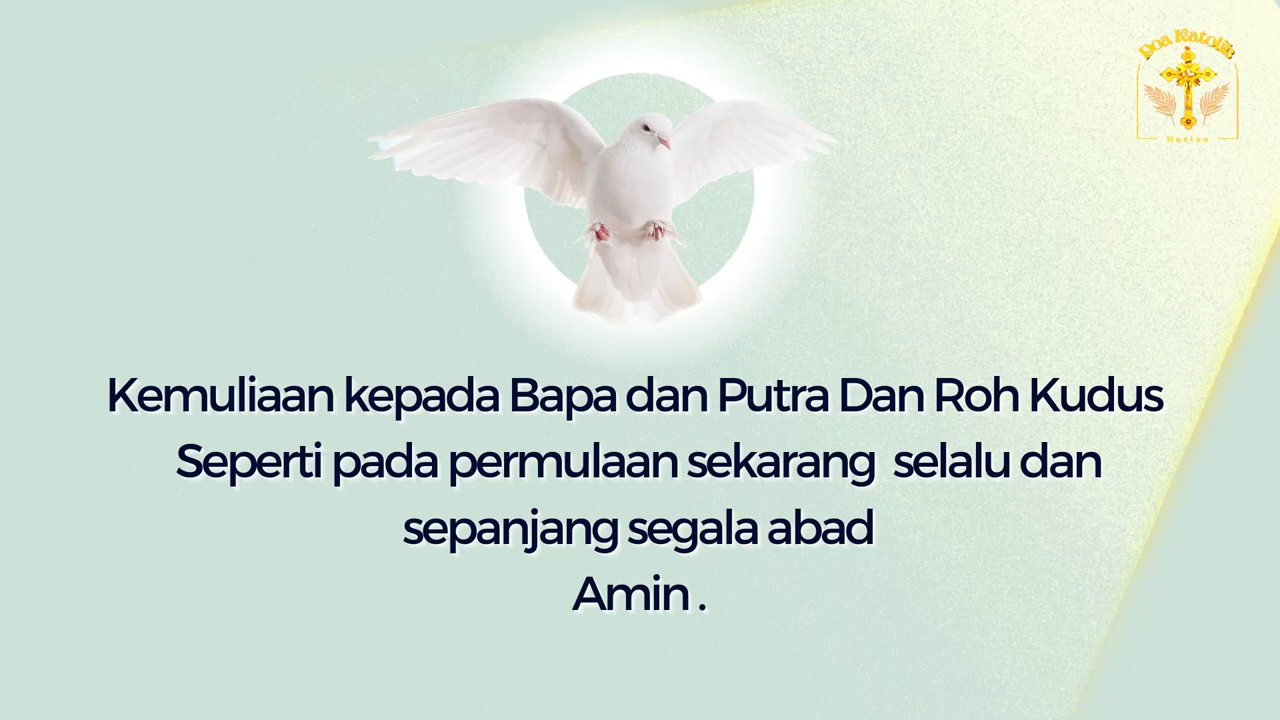 Doa Katolik
Harian
Kemuliaan kepada Bapa dan Putra Dan Roh Kudus
Seperti pada permulaan sekarang  selalu dan
sepanjang segala abad
Amin .